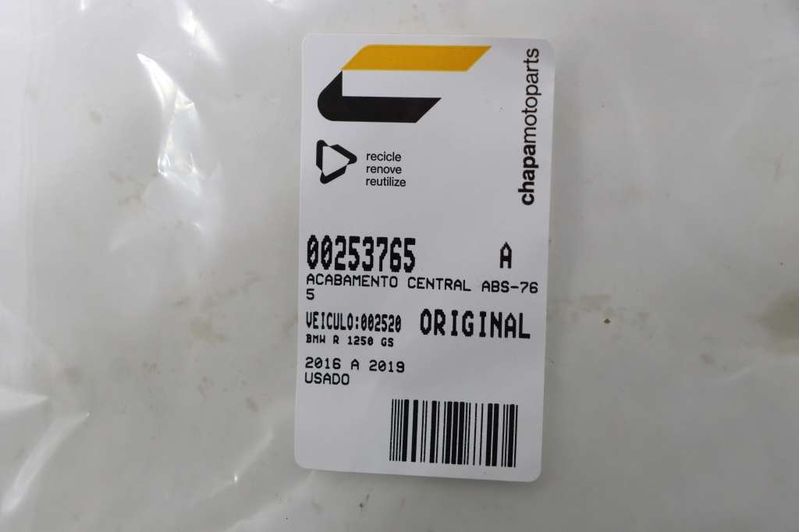 chapamotoparts
recicle
renove
reutilize
00253765 A
ACABAMENTO CENTRAL ABS-76
5
VEICULO:002520 ORIGINAL
BMW R 1250 GS
2016 A 2019
USADO